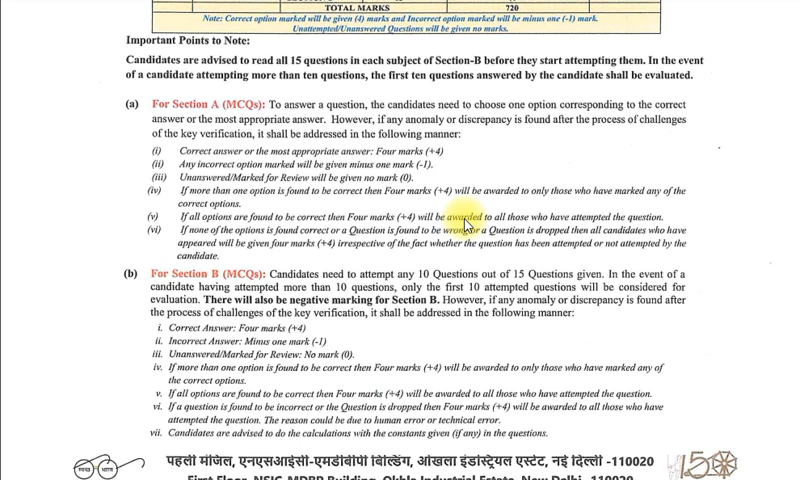 TOTAL MARKS 720
Note: Correct option marked will be given (4) marks and Incorrect option marked will be minus one (-1) mark.
Unattempted/Unanswered Questions will be given no marks.
Important Points to Note:
Candidates are advised to read all 15 questions in each subject of Section-B before they start attempting them. In the event
of a candidate attempting more than ten questions, the first ten questions answered by the candidate shall be evaluated.
(a) For Section A (MCQs): To answer a question, the candidates need to choose one option corresponding to the correct
answer or the most appropriate answer. However, if any anomaly or discrepancy is found after the process of challenges
of the key verification, it shall be addressed in the following manner:
(i) Correct answer or the most appropriate answer: Four marks (+4)
(ii) Any incorrect option marked will be given minus one mark (-1).
(iii) Unanswered/Marked for Review will be given no mark (0).
(iv) If more than one option is found to be correct then Four marks (+4) will be awarded to only those who have marked any of the
correct options.
(v) If all options are found to be correct then Four marks (+4) will be awarded to all those who have attempted the question.
(vi) If none of the options is found correct or a Question is found to be wrong or a Question is dropped then all candidates who have
appeared will be given four marks (+4) irrespective of the fact whether the question has been attempted or not attempted by the
candidate.
(b) For Section B (MCQs): Candidates need to attempt any 10 Questions out of 15 Questions given. In the event of a
candidate having attempted more than 10 questions, only the first 10 attempted questions will be considered for
evaluation. There will also be negative marking for Section B. However, if any anomaly or discrepancy is found after
the process of challenges of the key verification, it shall be addressed in the following manner:
i. Correct Answer: Four marks (+4)
ii. Incorrect Answer: Minus one mark (-1)
iii. Unanswered/Marked for Review: No mark (0).
iv. If more than one option is found to be correct then Four marks (+4) will be awarded to only those who have marked any of
the correct options.
v. If all options are found to be correct then Four marks (+4) will be awarded to all those who have attempted the question.
vi. If a question is found to be incorrect or the Question is dropped then Four marks (+4) will be awarded to all those who have
attempted the question. The reason could be due to human error or technical error.
vii. Candidates are advised to do the calculations with the constants given (if any) in the questions.
स्वच्छ भारत
पहली मंजिल, एनएसआईसी-एमडीबीपी बिल्डिंग, ओखला इंडस्ट्रियल एस्टेट, नई दिल्ली -110020
150
First Floor, NSIC-MDBP Building, Okhla Industrial Estate, New Delhi -110020